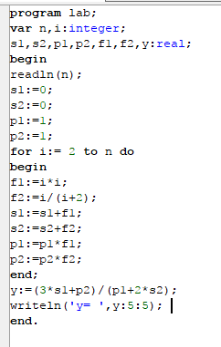 program lab;
var n,i:integer;
s1,s2,p1,p2,f1,f2,y:real;
begin
readln(n);
s1:=0;
s2:=0;
p1:=1;
p2:=1;
for i:= 2 to n do
begin
f1:=i*i;
f2:=i/(i+2);
s1:=s1+f1;
s2:=s2+f2;
p1:=p1*f1;
p2:=p2*f2;
end;
y:=(3*s1+p2)/(p1+2*s2);
writeln('y= ',y:5:5);
end.